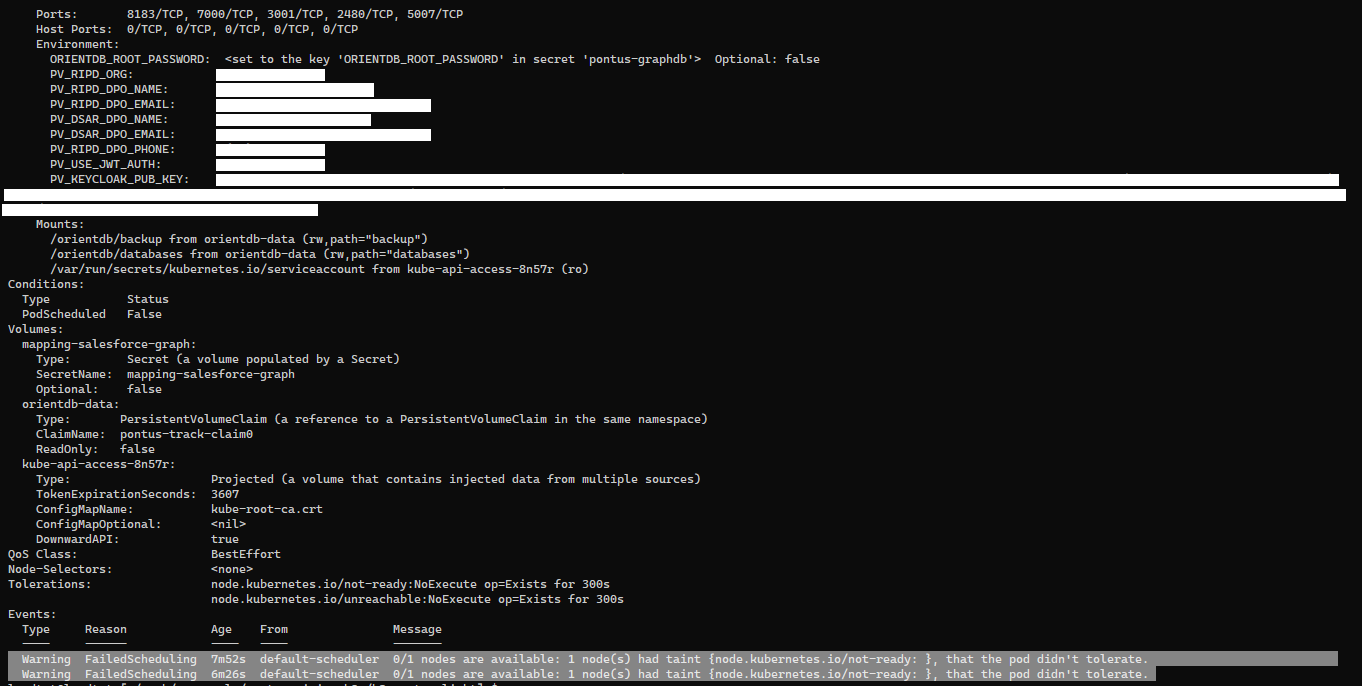 Ports:       8183/TCP, 7000/TCP, 3001/TCP, 2480/TCP, 5007/TCP
Host Ports:  0/TCP, 0/TCP, 0/TCP, 0/TCP, 0/TCP
Environment:
ORIENTDB_ROOT_PASSWORD:  <set to the key 'ORIENTDB_ROOT_PASSWORD' in secret 'pontus-graphdb'>  Optional: false
PV_RIPD_ORG:
PV_RIPD_DPO_NAME:
PV_RIPD_DPO_EMAIL:
PV_DSAR_DPO_NAME:
PV_DSAR_DPO_EMAIL:
PV_RIPD_DPO_PHONE:
PV_USE_JWT_AUTH:
PV_KEYCLOAK_PUB_KEY:
Mounts:
/orientdb/backup from orientdb-data (rw,path="backup")
/orientdb/databases from orientdb-data (rw,path="databases")
/var/run/secrets/kubernetes.io/serviceaccount from kube-api-access-8n57r (ro)
Conditions:
Type           Status
PodScheduled   False
Volumes:
mapping-salesforce-graph:
Type:        Secret (a volume populated by a Secret)
SecretName:  mapping-salesforce-graph
Optional:    false
orientdb-data:
Type:       PersistentVolumeClaim (a reference to a PersistentVolumeClaim in the same namespace)
ClaimName:  pontus-track-claim0
ReadOnly:   false
kube-api-access-8n57r:
Type:                    Projected (a volume that contains injected data from multiple sources)
TokenExpirationSeconds:  3607
ConfigMapName:           kube-root-ca.crt
ConfigMapOptional:       <nil>
DownwardAPI:             true
QoS Class:                   BestEffort
Node-Selectors:              <none>
Tolerations:                 node.kubernetes.io/not-ready:NoExecute op=Exists for 300s
node.kubernetes.io/unreachable:NoExecute op=Exists for 300s
Events:
Type     Reason            Age    From               Message
----     ------            ----   ----               -------
Warning  FailedScheduling  7m52s  default-scheduler  0/1 nodes are available: 1 node(s) had taint {node.kubernetes.io/not-ready: }, that the pod didn't tolerate.
Warning  FailedScheduling  6m26s  default-scheduler  0/1 nodes are available: 1 node(s) had taint {node.kubernetes.io/not-ready: }, that the pod didn't tolerate.